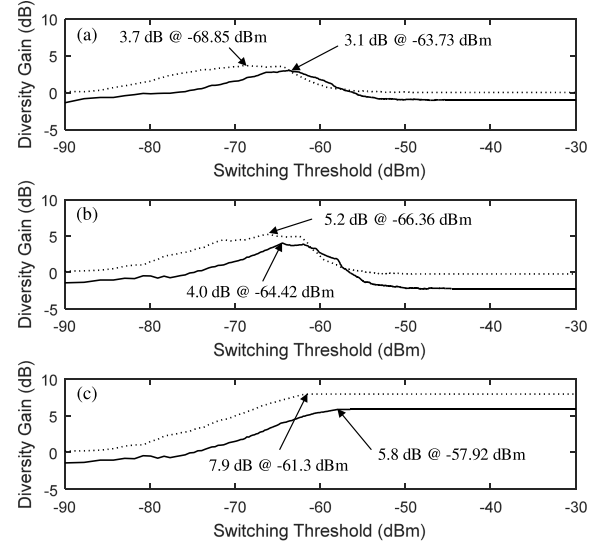 10
(a)
3.7 dB @ -68.85 dBm
3.1 dB @ -63.73 dBm
5
0
-5
Diversity Gain (dB)
-90 -80 -70 -60 -50 -40 -30
Switching Threshold (dBm)
10
(b)
5.2 dB @ -66.36 dBm
5
0
4.0 dB @ -64.42 dBm
-5
Diversity Gain (dB)
-90 -80 -70 -60 -50 -40 -30
Switching Threshold (dBm)
10
(c)
5
0
7.9 dB @ -61.3 dBm
5.8 dB @ -57.92 dBm
-5
Diversity Gain (dB)
-90 -80 -70 -60 -50 -40 -30
Switching Threshold (dBm)